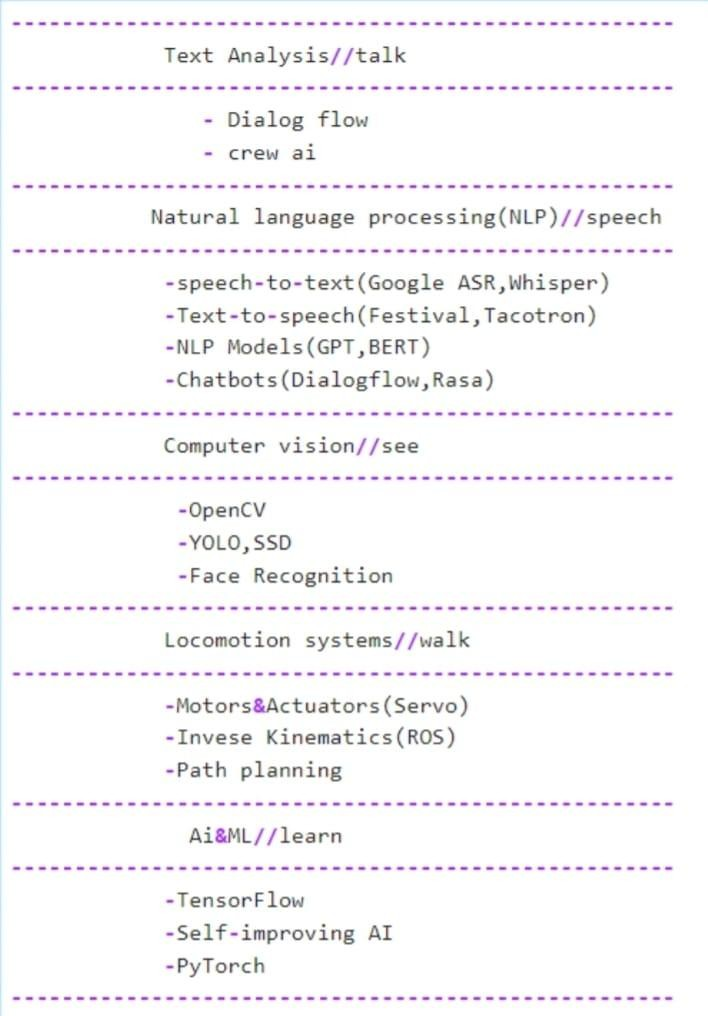 Text Analysis//talk
- Dialog flow
- crew ai
Natural language processing(NLP)//speech
-speech-to-text(Google ASR,Whisper)
-Text-to-speech(Festival,Tacotron)
-NLP Models(GPT,BERT)
-Chatbots(Dialogflow,Rasa)
Computer vision//see
-OpenCV
-YOLO,SSD
-Face Recognition
Locomotion systems//walk
-Motors&Actuators(Servo)
-Invese Kinematics(ROS)
-Path planning
Ai&ML//learn
-TensorFlow
-Self-improving AI
-PyTorch